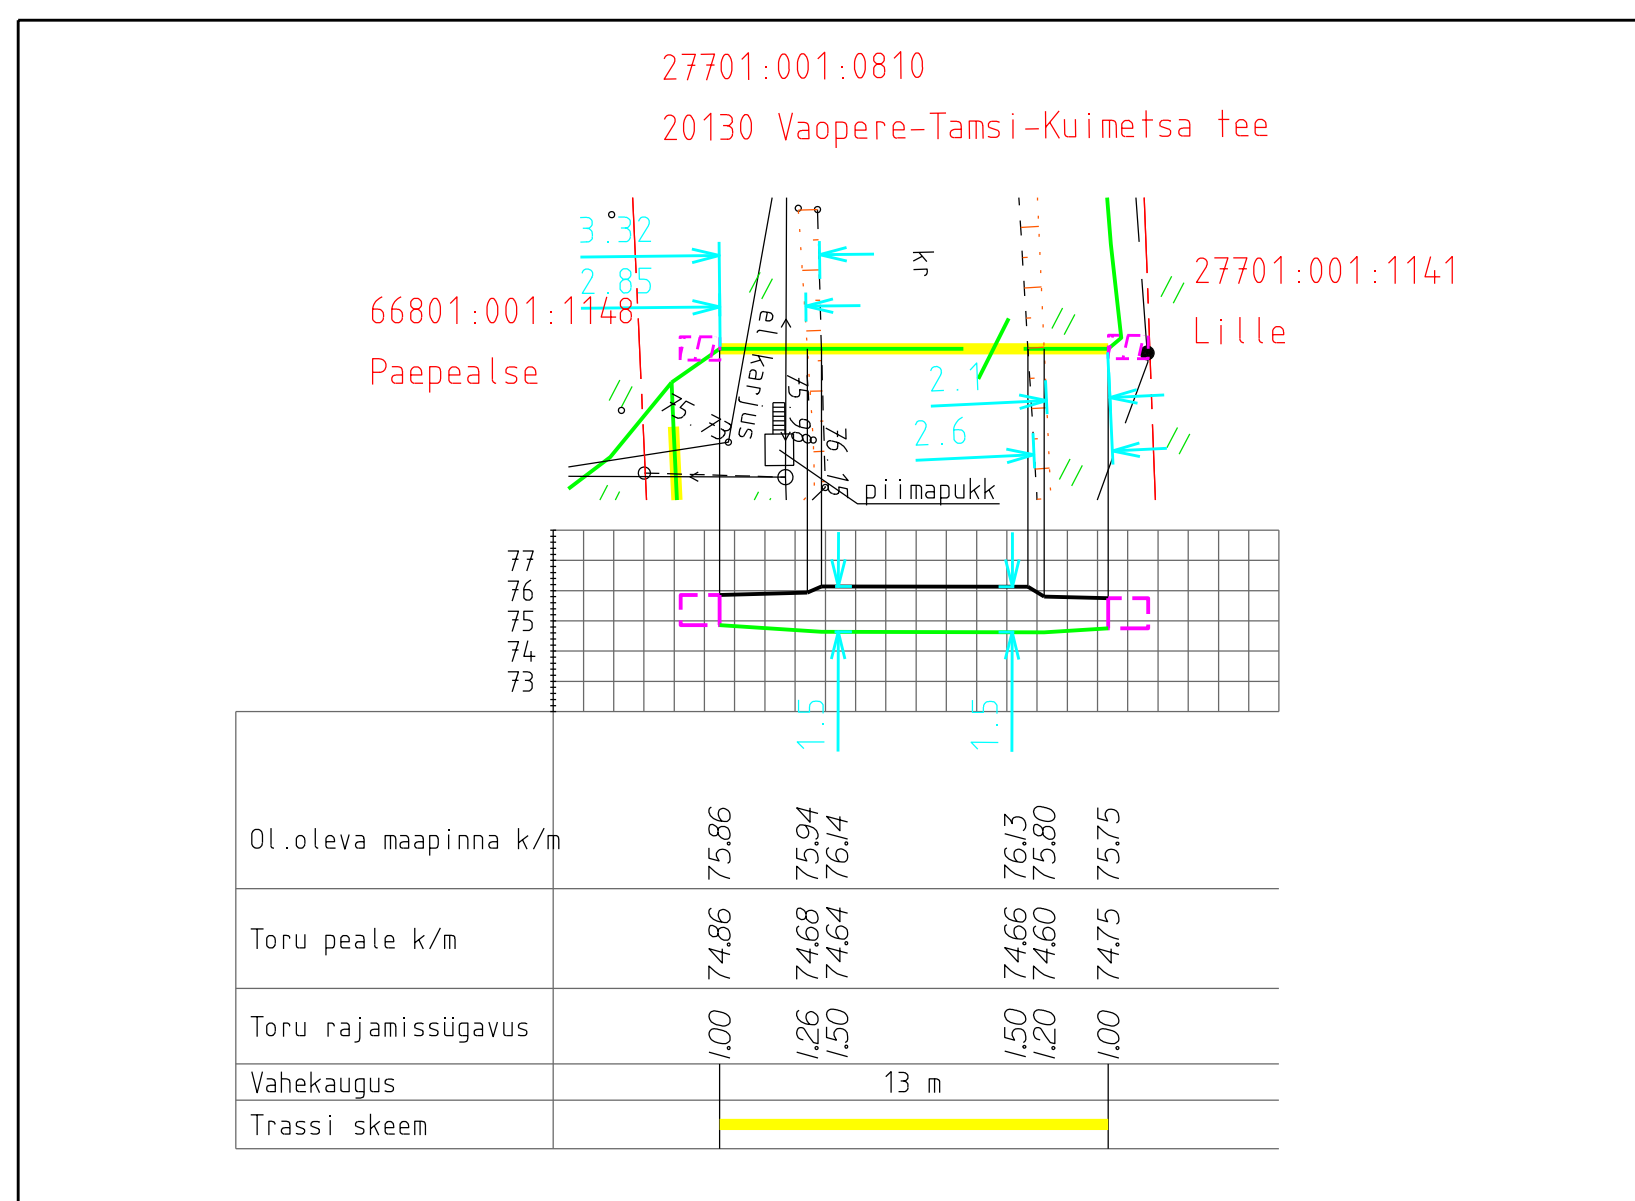 27701:001:0810
20130 Vaopere-Tamsi-Kuimetsa tee
3.32
2.85
kr
27701:001:1141
Lille
66801:001:1148
Paepealse
el karjus
75.73
75.98
76.15
2.1
2.6
piimapukk
77
76
75
74
73
1.5
1.5
Ol.oleva maapinna k/m
75.86
75.94
76.14
76.13
75.80
75.75
Toru peale k/m
74.86
74.68
74.64
74.66
74.60
74.75
Toru rajamissügavus
1.00
1.26
1.50
1.50
1.20
1.00
Vahekaugus
13 m
Trassi skeem